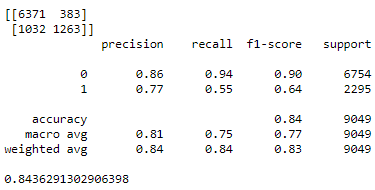 [[6371  383]
 [1032 1263]]
              precision    recall  f1-score   support

           0       0.86      0.94      0.90      6754
           1       0.77      0.55      0.64      2295

    accuracy                           0.84      9049
   macro avg       0.81      0.75      0.77      9049
weighted avg       0.84      0.84      0.83      9049

0.8436291302906398